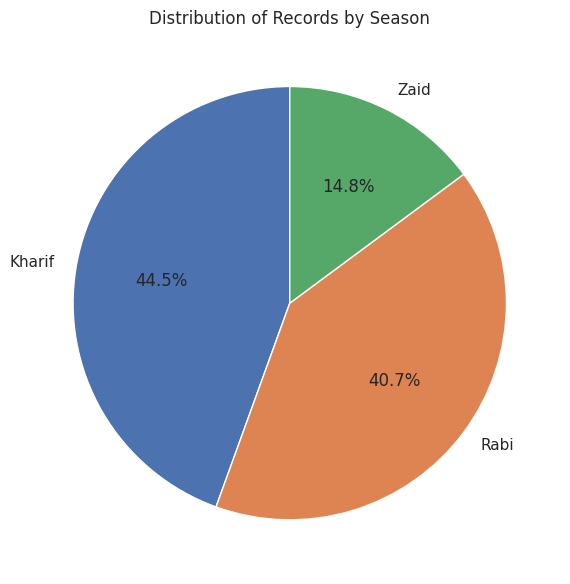 Distribution of Records by Season
Zaid
14.8%
Kharif
44.5%
40.7%
Rabi